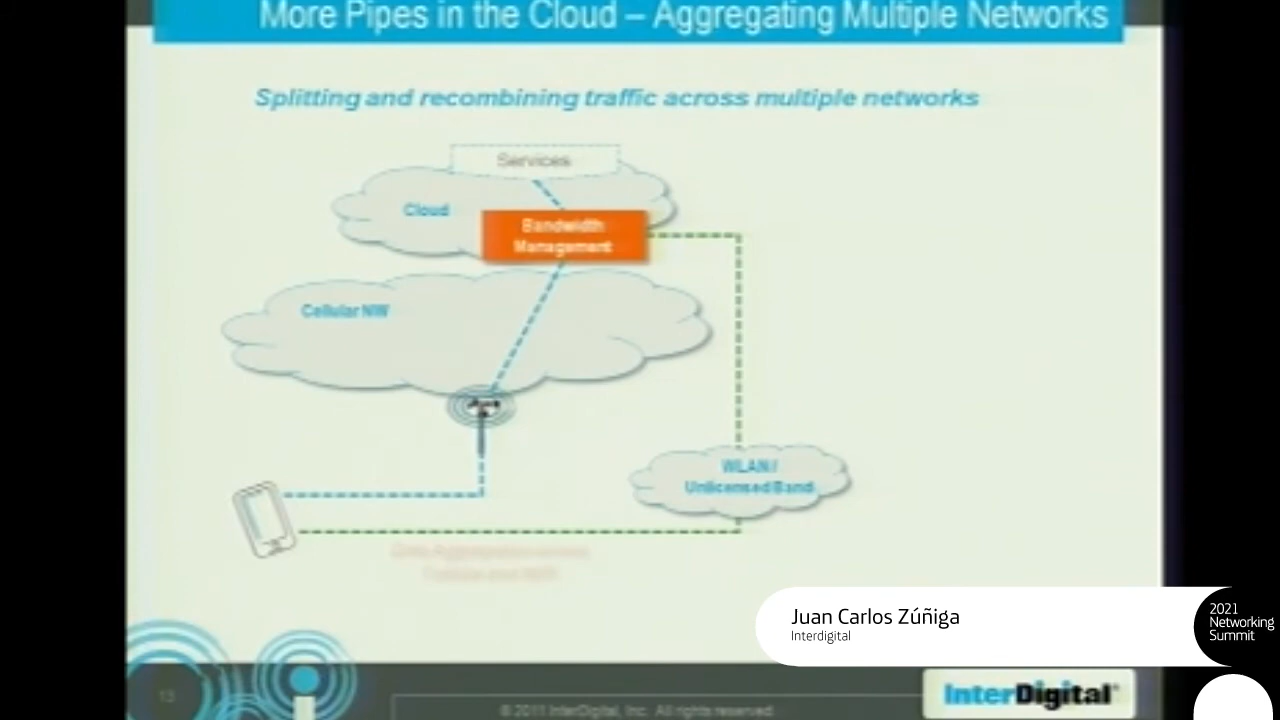 More Pipes in the Cloud – Aggregating Multiple Networks
Splitting and recombining traffic across multiple networks
Services
Cloud
Bandwidth
Management
Cellular NW
WLAN/
Unlicensed Band
Juan Carlos Zúñiga
Interdigital
2021
Networking
Summit
13
© 2011 InterDigital, Inc. All rights reserved
InterDigital